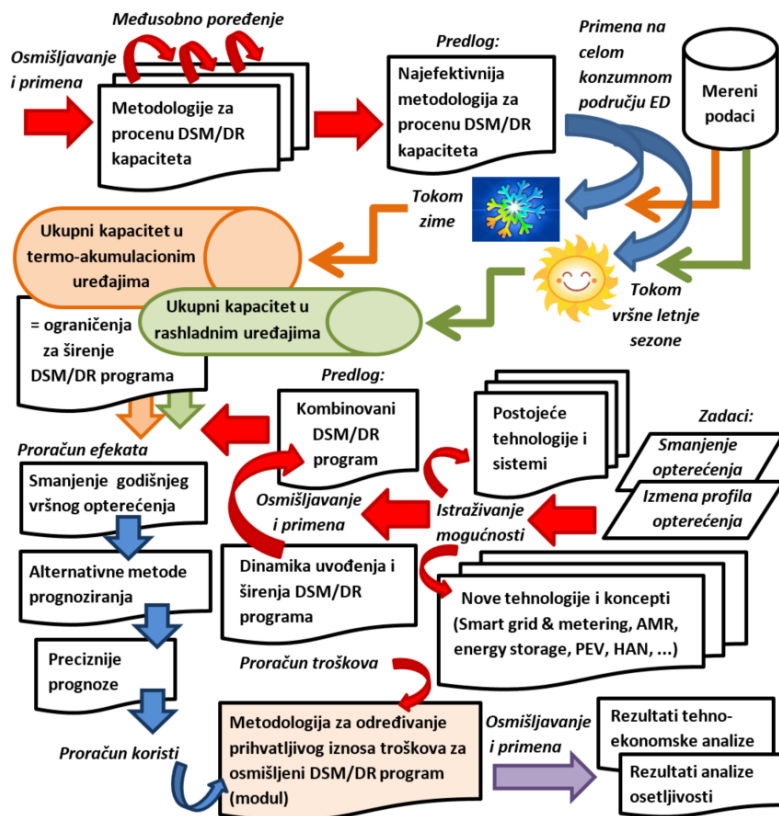 Međusobno poređenje
Osmišljavanje
i primena
Metodologije za
procenu DSM/DR
kapaciteta
Predlog:
Najefektivnija
metodologija za
procenu DSM/DR
kapaciteta
Primena na
celom
konzumnom
području ED
Mereni
podaci
Tokom
zime
Ukupni kapacitet u
termo-akumulacionim
uređajima
Ukupni kapacitet u
rashladnim uređajima
Tokom
vršne letnje
sezone
= ograničenja
za širenje
DSM/DR programa
Predlog:
Kombinovani
DSM/DR
program
Postojeće
tehnologije i
sistemi
Zadaci:
Smanjenje
opterećenja
Izmena profila
opterećenja
Proračun efekata
Smanjenje godišnjeg
vršnog opterećenja
Osmišljavanje
i primena
Istraživanje
mogućnosti
Alternativne metode
prognoziranja
Dinamika uvođenja i
širenja DSM/DR
programa
Nove tehnologije i koncepti
(Smart grid & metering, AMR,
energy storage, PEV, HAN, ...)
Preciznije
prognoze
Proračun troškova
Proračun koristi
Metodologija za određivanje
prihvatljivog iznosa troškova za
osmišljeni DSM/DR program
(modul)
Osmišljavanje
i primena
Rezultati tehno-
ekonomske analize
Rezultati analize
osetljivosti